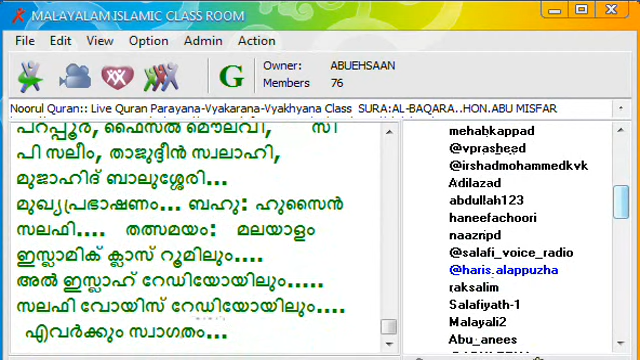 MALAYALAM ISLAMIC CLASS ROOM
File Edit View Option Admin Action
G
Owner: ABUEHSAAN
Members 76
Noorul Quran:: Live Quran Parayana-Vyakarana-Vyakhyana Class SURA:AL-BAQARA..HON.ABU MISFAR
പറപ്പൂർ, ഫൈസൽ മൌലവി, സി
പി സലീം, താജുദ്ദീൻ സ്വലാഹി,
മുജാഹിദ് ബാലുശ്ശേരി...
മുഖ്യപ്രഭാഷണം... ബഹു: ഹുസൈൻ
സലഫി.... തത്സമയം: മലയാളം
ഇസ്ലാമിക് ക്ലാസ് റൂമിലും....
അൽ ഇസ്ലാഹ് റേഡിയോയിലും.....
സലഫി വോയിസ് റേഡിയോയിലും....
എവർക്കും സ്വാഗതം...
mehabkappad
@vprasheed
@irshadmohammedkvk
Adilazad
abdullah123
haneefachoori
naazripd
@salafi_voice_radio
@haris.alappuzha
raksalim
Salafiyath-1
Malayali2
Abu_anees